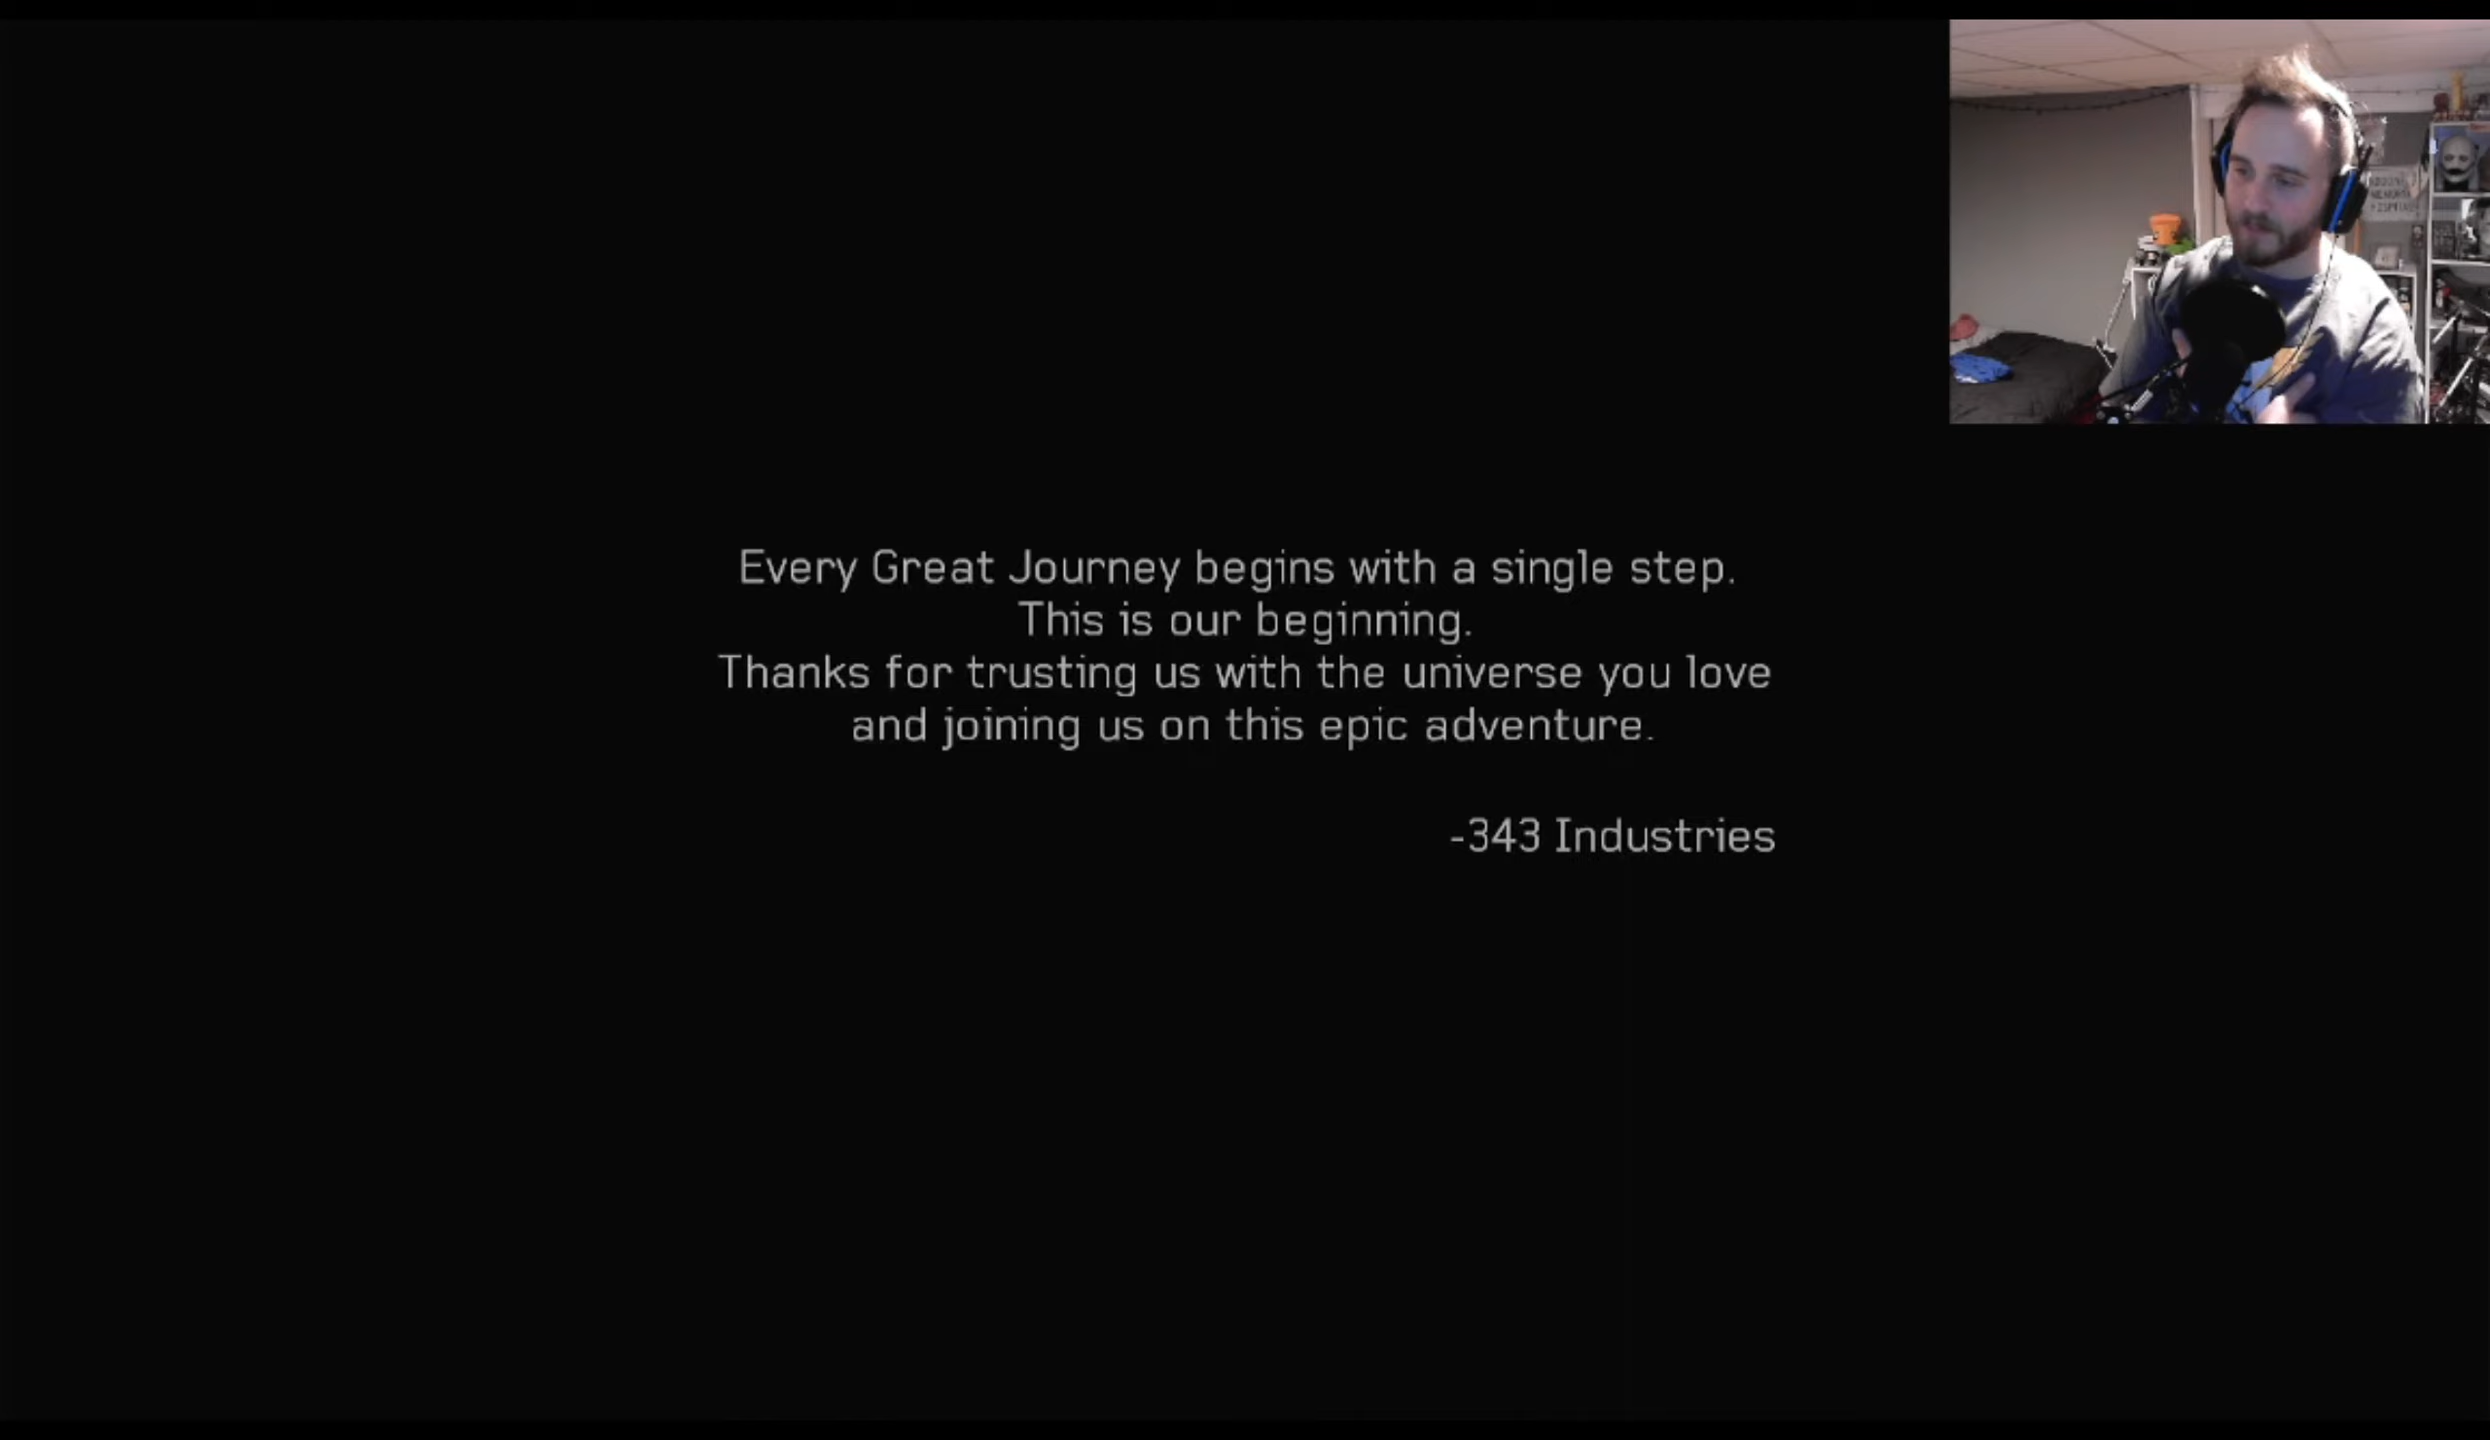 Every Great Journey begins with a single step.
This is our beginning.
Thanks for trusting us with the universe you love
and joining us on this epic adventure.
-343 Industries